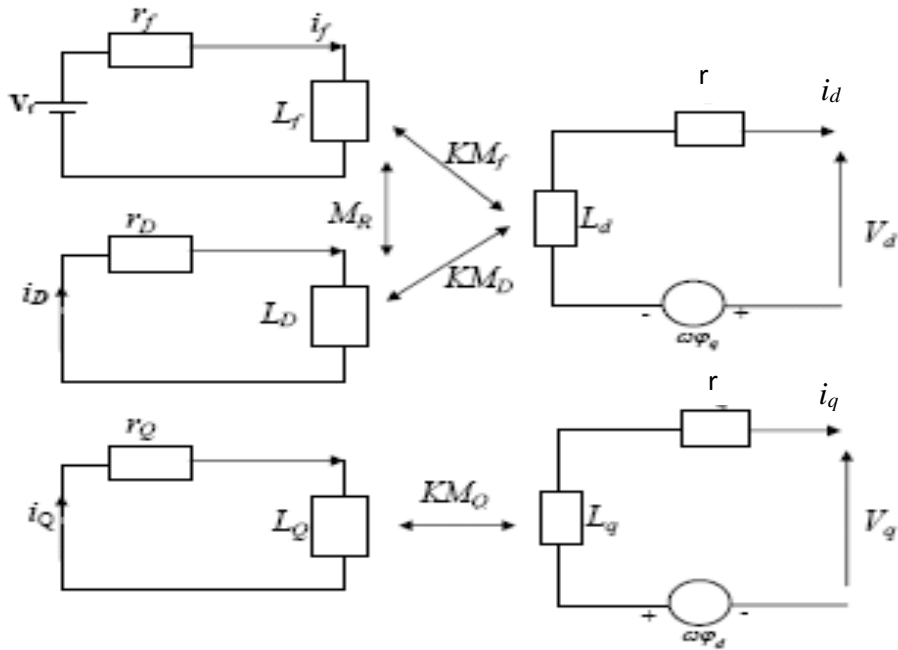 r_f
i_f
V_f
L_f
KM_f
M_R
r_D
i_D
L_D
KM_D
r
i_d
L_d
V_d
- +
ωφ_q
r_Q
i_Q
L_Q
KM_Q
r
i_q
L_q
V_q
+ -
ωφ_d